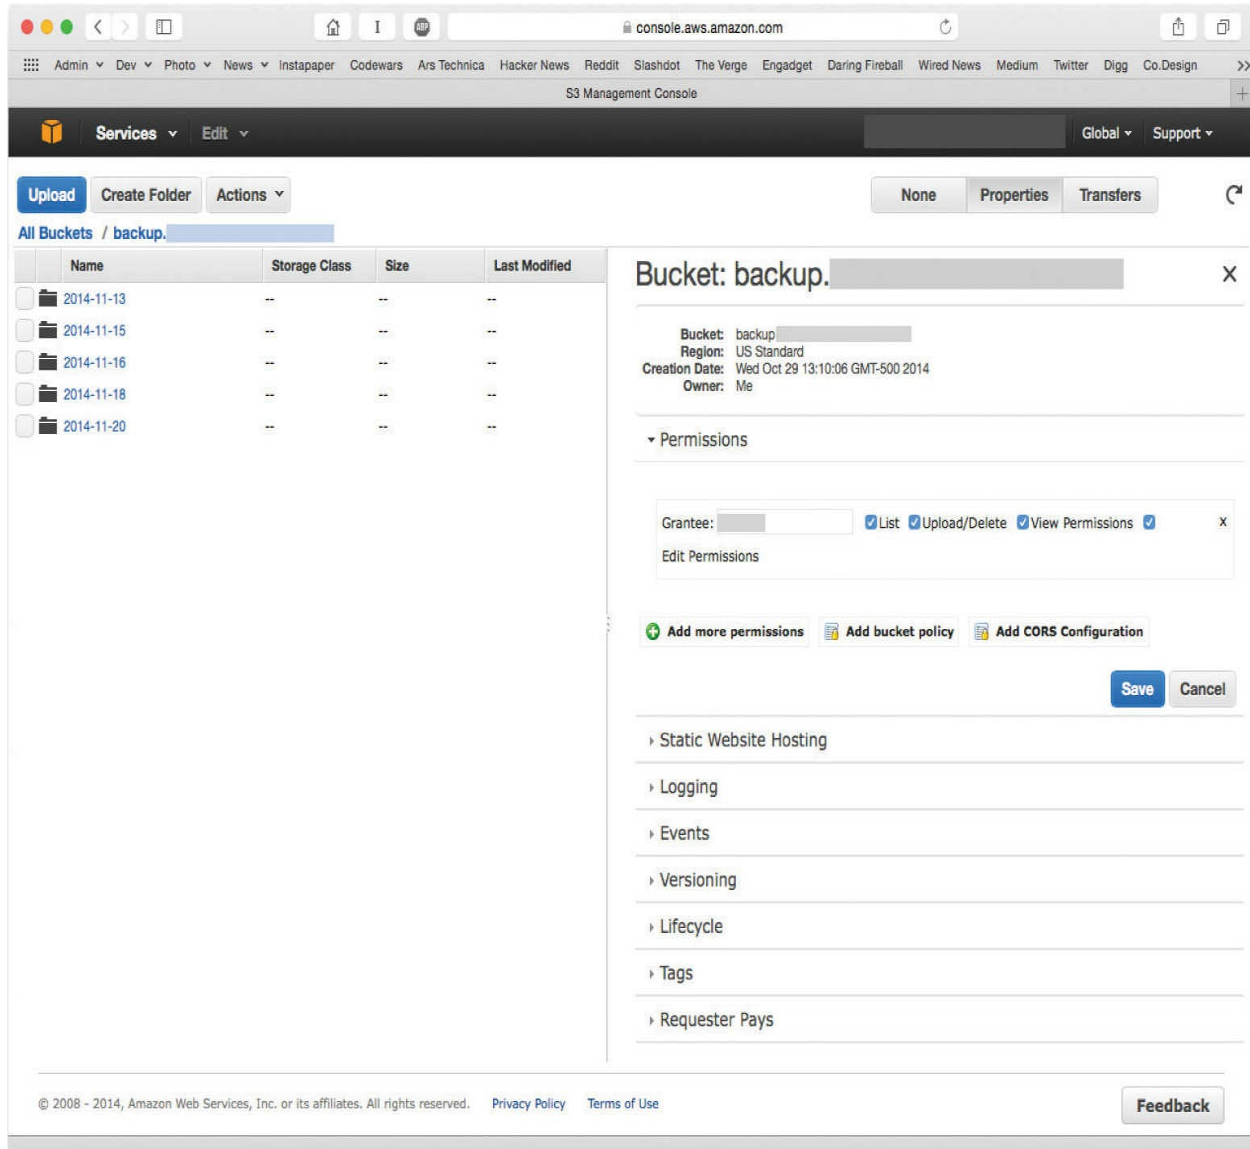 I ABP console.aws.amazon.com
Admin Dev Photo News Instapaper Codewars Ars Technica Hacker News Reddit Slashdot The Verge Engadget Daring Fireball Wired News Medium Twitter Digg Co.Design >>
S3 Management Console +
Services Edit Global Support
Upload Create Folder Actions None Properties Transfers
All Buckets / backup.
Name Storage Class Size Last Modified
2014-11-13 -- -- --
2014-11-15 -- -- --
2014-11-16 -- -- --
2014-11-18 -- -- --
2014-11-20 -- -- --
Bucket: backup. X
Bucket: backup
Region: US Standard
Creation Date: Wed Oct 29 13:10:06 GMT-500 2014
Owner: Me
Permissions
Grantee: List Upload/Delete View Permissions x
Edit Permissions
Add more permissions Add bucket policy Add CORS Configuration
Save Cancel
Static Website Hosting
Logging
Events
Versioning
Lifecycle
Tags
Requester Pays
© 2008 - 2014, Amazon Web Services, Inc. or its affiliates. All rights reserved. Privacy Policy Terms of Use Feedback